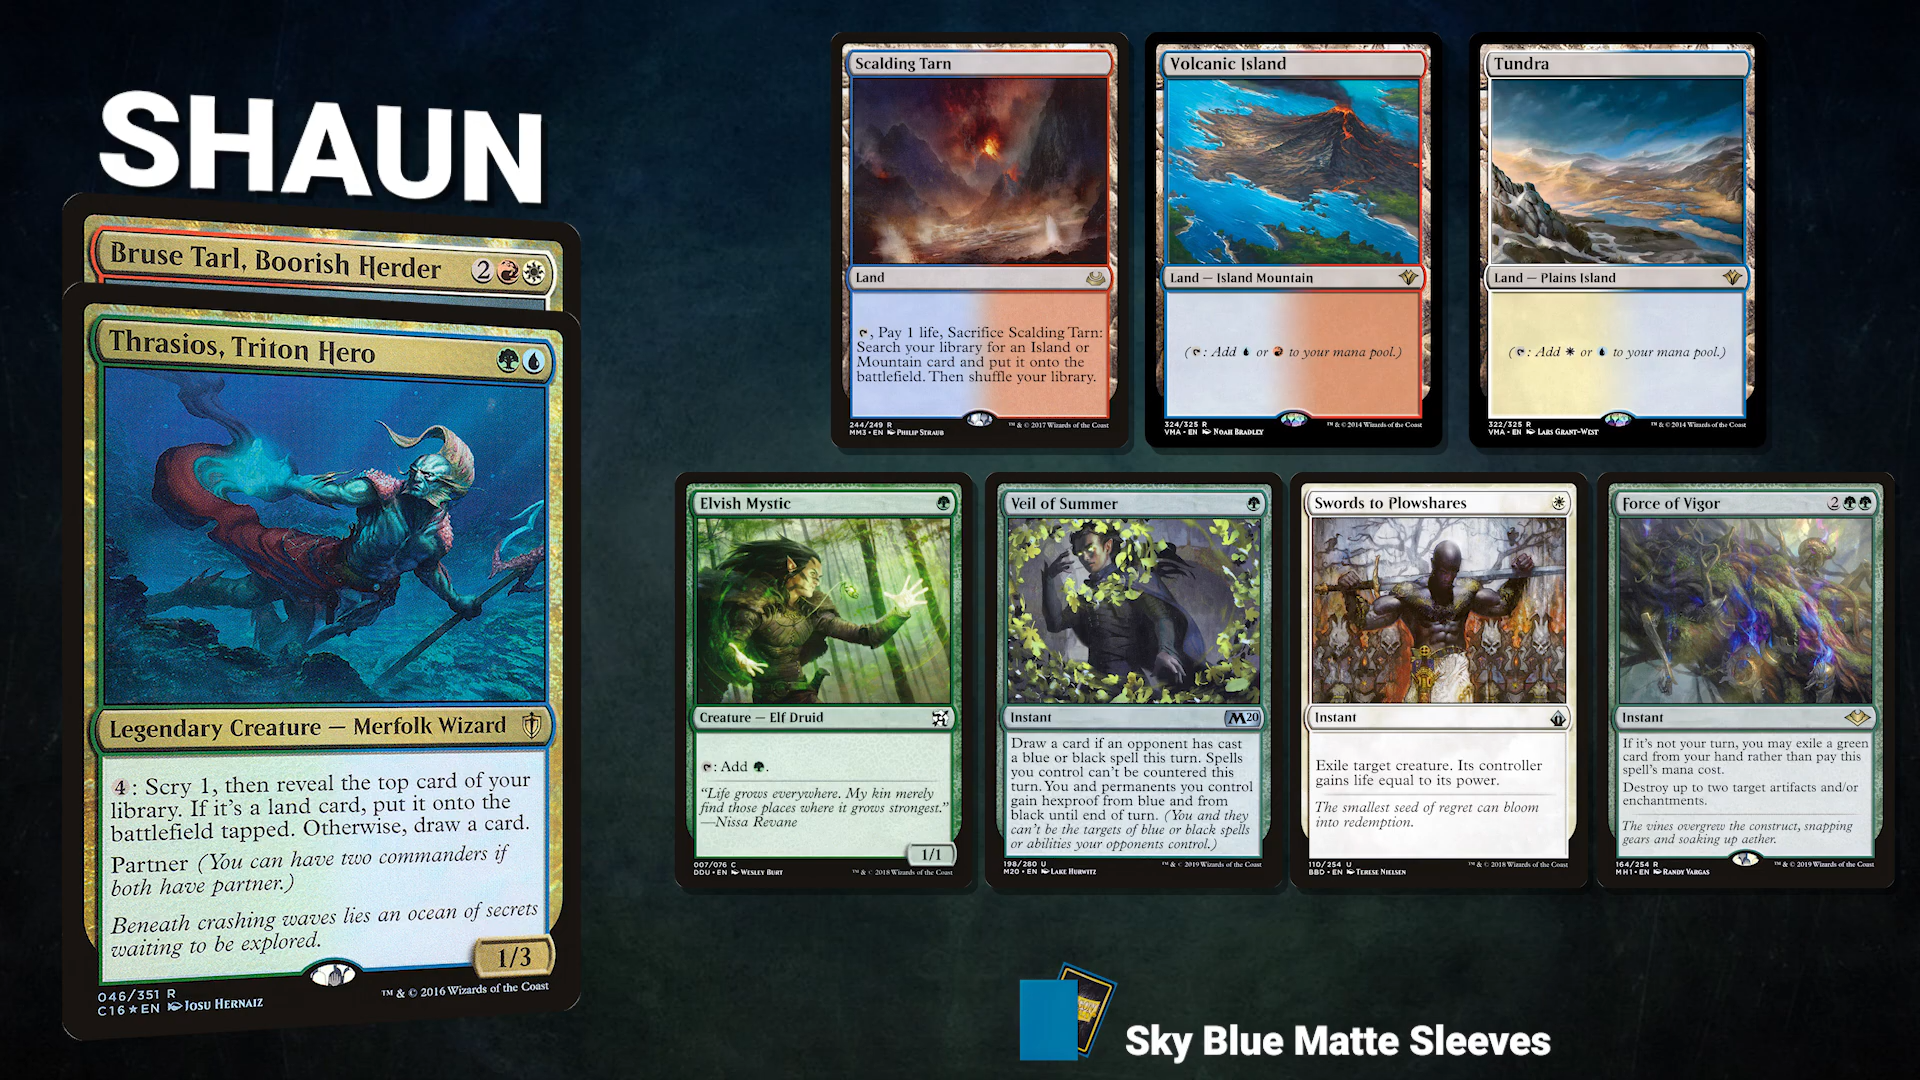 SHAUN
Bruse Tarl, Boorish Herder 2
Thrasios, Triton Hero
Legendary Creature — Merfolk Wizard
4: Scry 1, then reveal the top card of your
library. If it's a land card, put it onto the
battlefield tapped. Otherwise, draw a card.
Partner (You can have two commanders if
both have partner.)
Beneath crashing waves lies an ocean of secrets
waiting to be explored.
1/3
046/351 R
C16★EN JOSU HERNAIZ
™ & © 2016 Wizards of the Coast
Scalding Tarn
Land
, Pay 1 life, Sacrifice Scalding Tarn:
Search your library for an Island or
Mountain card and put it onto the
battlefield. Then shuffle your library.
244/249 R
MM3 • EN PHILIP STRAUB
™ & © 2017 Wizards of the Coast
Volcanic Island
Land — Island Mountain
( : Add or to your mana pool.)
324/325 R
VMA • EN NOAH BRADLEY
™ & © 2014 Wizards of the Coast
Tundra
Land — Plains Island
( : Add or to your mana pool.)
322/325 R
VMA • EN LARS GRANT-WEST
™ & © 2014 Wizards of the Coast
Elvish Mystic
Creature — Elf Druid
: Add .
"Life grows everywhere. My kin merely
find those places where it grows strongest."
—Nissa Revane
1/1
007/076 C
DDU • EN WESLEY BURT
™ & © 2018 Wizards of the Coast
Veil of Summer
Instant
M20
Draw a card if an opponent has cast
a blue or black spell this turn. Spells
you control can't be countered this
turn. You and permanents you control
gain hexproof from blue and from
black until end of turn. (You and they
can't be the targets of blue or black spells
or abilities your opponents control.)
198/280 U
M20 • EN LAKE HURWITZ
™ & © 2019 Wizards of the Coast
Swords to Plowshares
Instant
Exile target creature. Its controller
gains life equal to its power.
The smallest seed of regret can bloom
into redemption.
110/254 U
BBD • EN TERESE NIELSEN
™ & © 2018 Wizards of the Coast
Force of Vigor 2
Instant
If it's not your turn, you may exile a green
card from your hand rather than pay this
spell's mana cost.
Destroy up to two target artifacts and/or
enchantments.
The vines overgrew the construct, snapping
gears and soaking up aether.
164/254 R
MH1 • EN RANDY VARGAS
™ & © 2019 Wizards of the Coast
Sky Blue Matte Sleeves